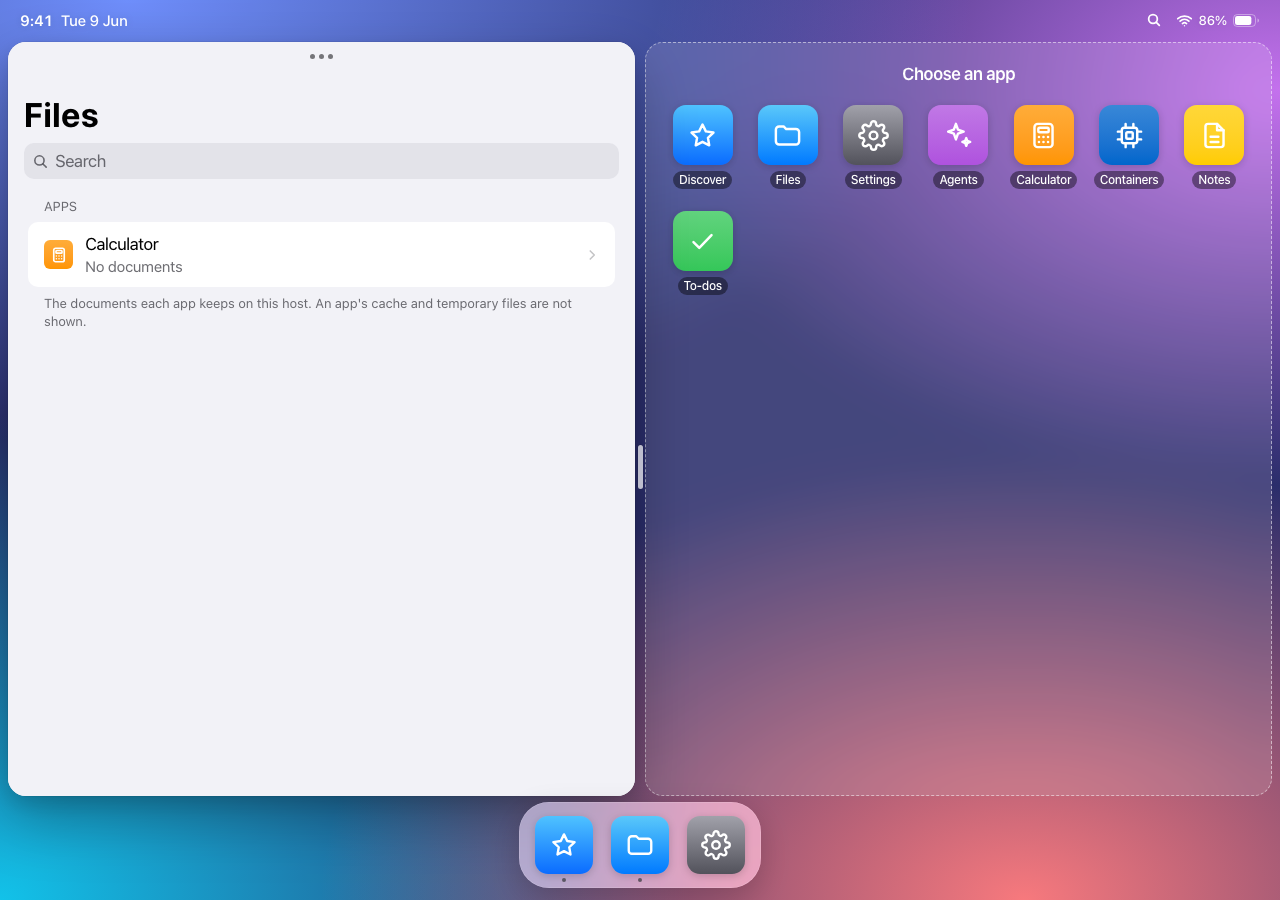 9:41 Tue 9 Jun
86%
Files
Search
APPS
Calculator
No documents
The documents each app keeps on this host. An app's cache and temporary files are not
shown.
Choose an app
Discover
Files
Settings
Agents
Calculator
Containers
Notes
To-dos